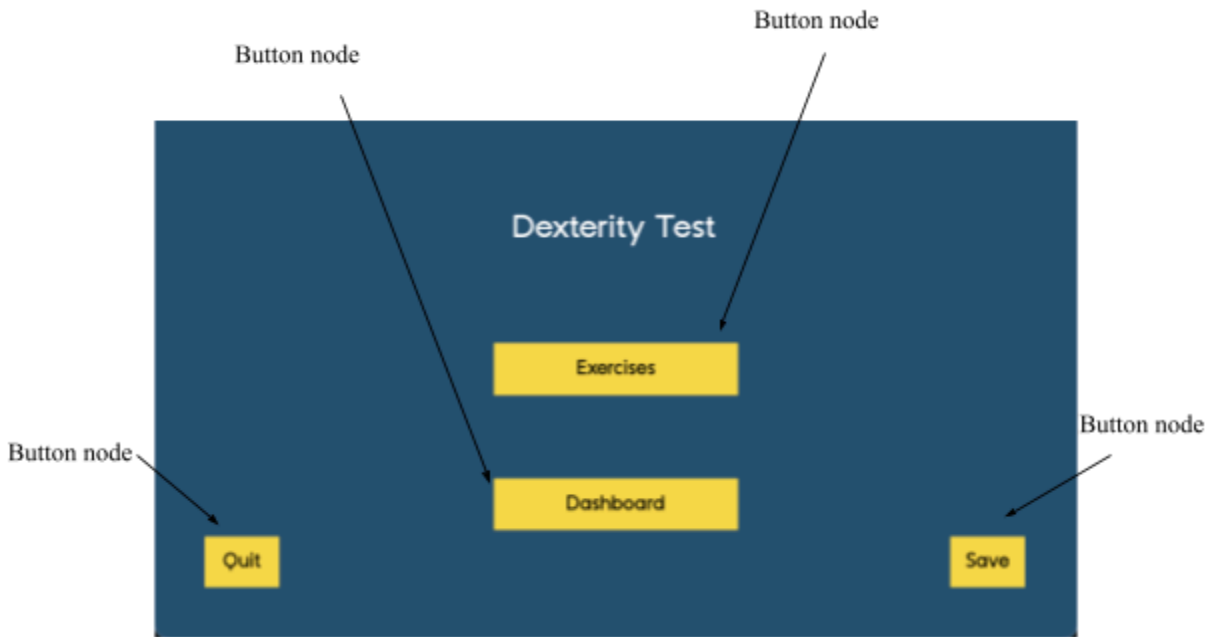 Button node
Button node
Dexterity Test
Exercises
Button node
Button node
Dashboard
Quit
Save